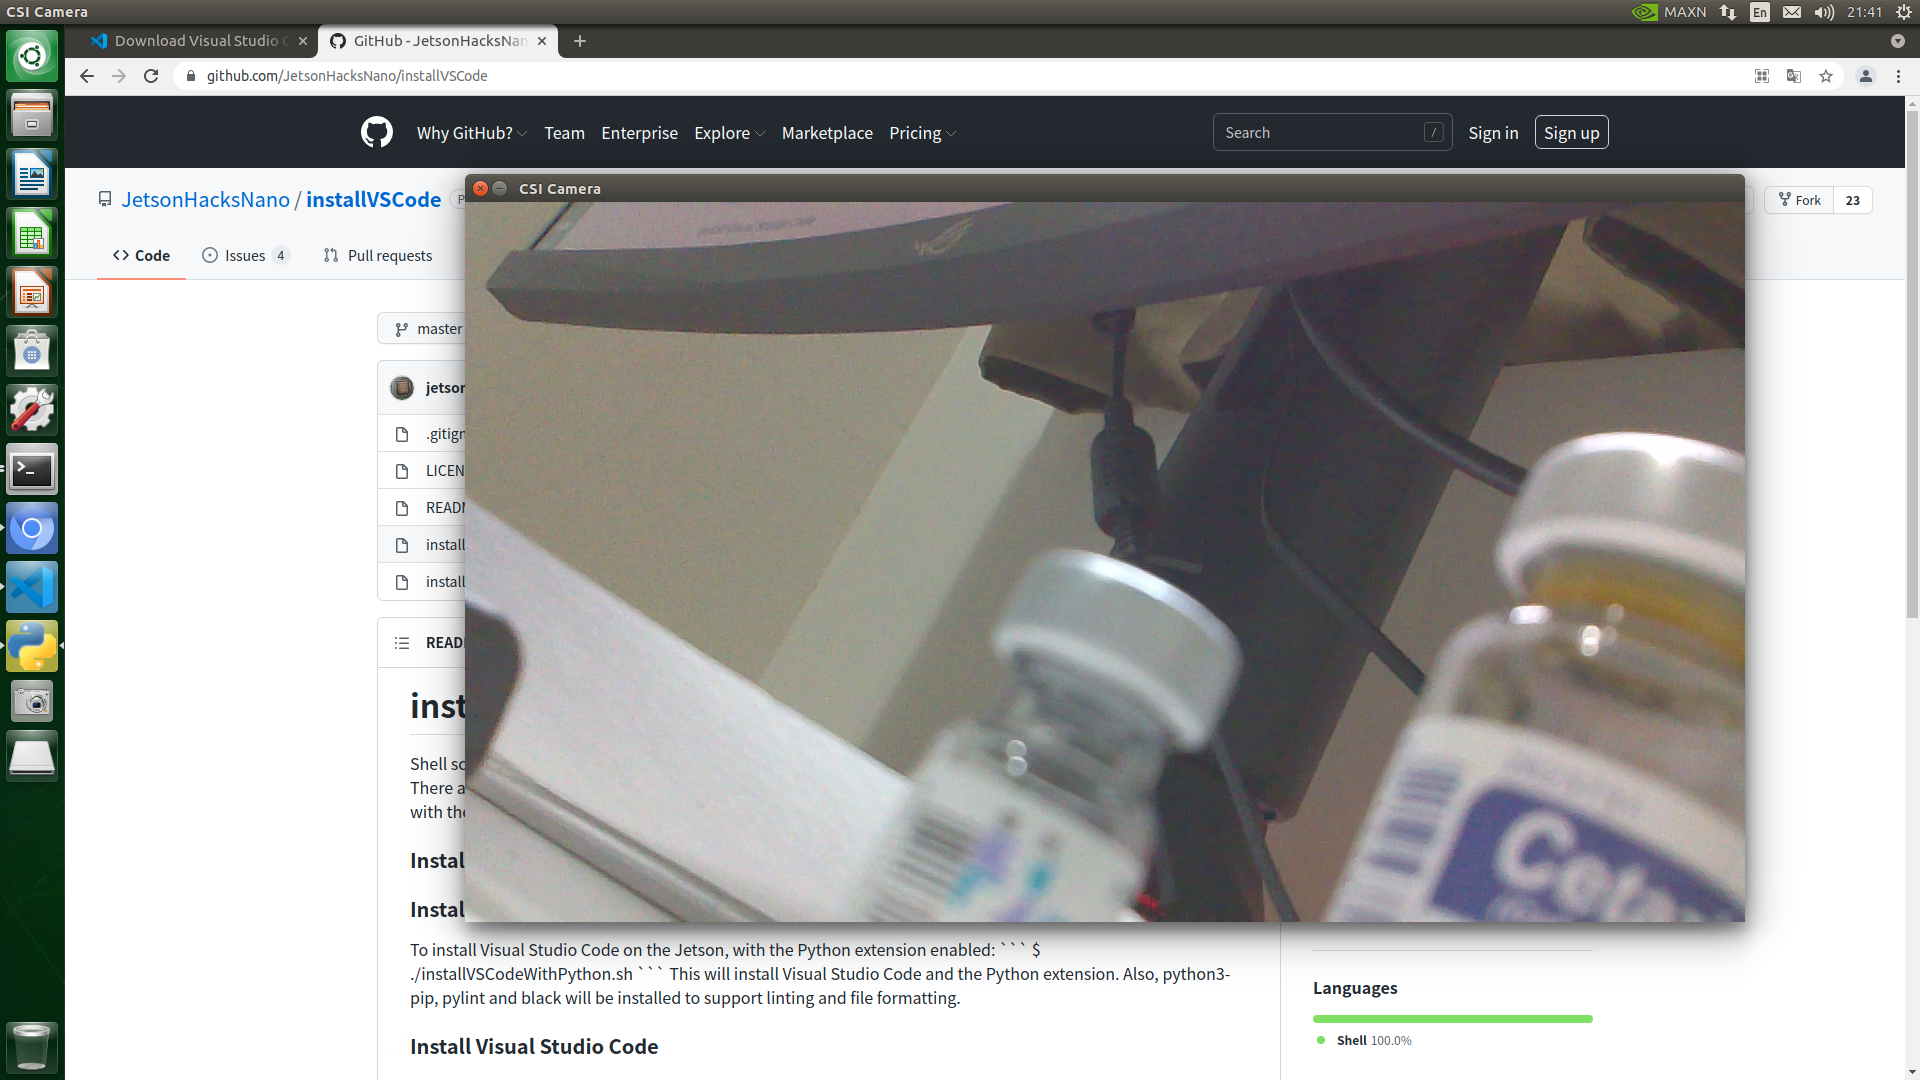 CSI Camera
MAXN
En
21:41
Download Visual Studio
GitHub - JetsonHacksNan
github.com/JetsonHacksNano/installVSCode
Why GitHub?
Team
Enterprise
Explore
Marketplace
Pricing
Search
/
Sign in
Sign up
JetsonHacksNano / installVSCode
CSI Camera
Fork
23
Code
Issues
4
Pull requests
master
jetson
.gitign
LICEN
READM
install
install
READ
inst
Shell sc
There a
with the
Instal
Instal
Ceta
To install Visual Studio Code on the Jetson, with the Python extension enabled: ``` $
./installVSCodeWithPython.sh ``` This will install Visual Studio Code and the Python extension. Also, python3-
pip, pylint and black will be installed to support linting and file formatting.
Install Visual Studio Code
Languages
Shell 100.0%